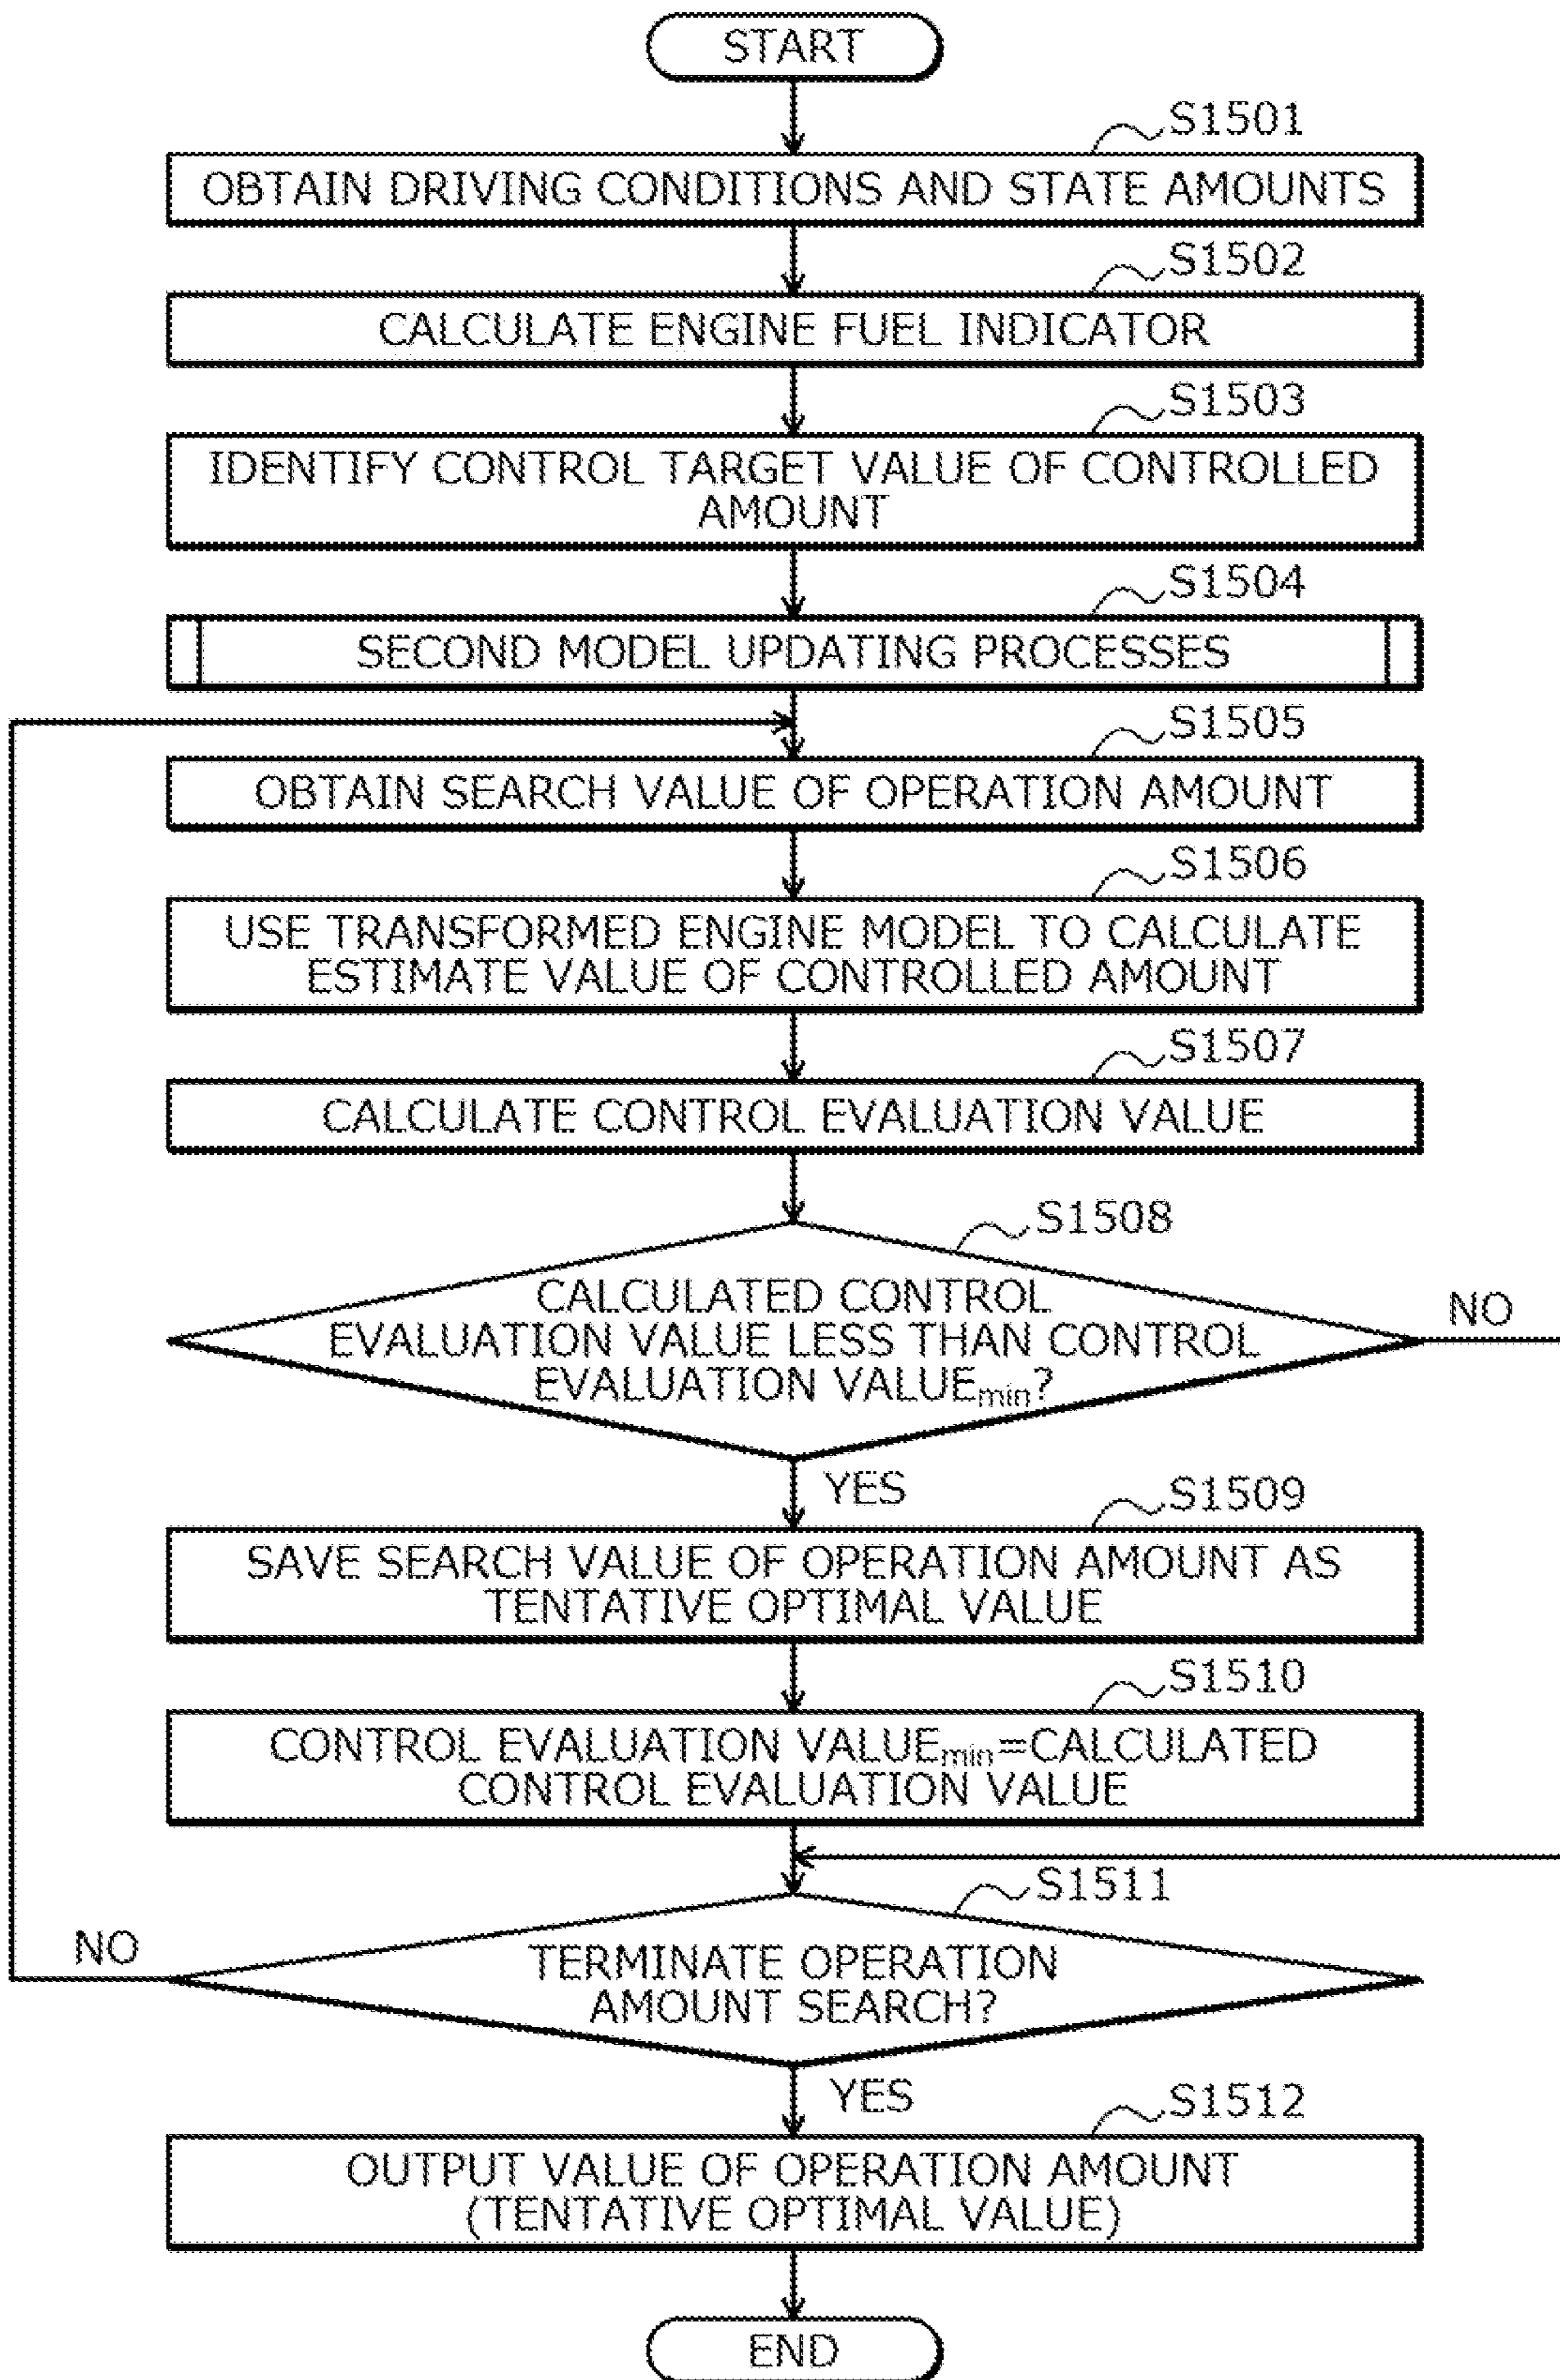 START
S1501
OBTAIN DRIVING CONDITIONS AND STATE AMOUNTS
S1502
CALCULATE ENGINE FUEL INDICATOR
S1503
IDENTIFY CONTROL TARGET VALUE OF CONTROLLED
AMOUNT
S1504
SECOND MODEL UPDATING PROCESSES
S1505
OBTAIN SEARCH VALUE OF OPERATION AMOUNT
S1506
USE TRANSFORMED ENGINE MODEL TO CALCULATE
ESTIMATE VALUE OF CONTROLLED AMOUNT
S1507
CALCULATE CONTROL EVALUATION VALUE
S1508
CALCULATED CONTROL
EVALUATION VALUE LESS THAN CONTROL
EVALUATION VALUEmin?
NO
YES
S1509
SAVE SEARCH VALUE OF OPERATION AMOUNT AS
TENTATIVE OPTIMAL VALUE
S1510
CONTROL EVALUATION VALUEmin=CALCULATED
CONTROL EVALUATION VALUE
S1511
NO
TERMINATE OPERATION
AMOUNT SEARCH?
YES
S1512
OUTPUT VALUE OF OPERATION AMOUNT
(TENTATIVE OPTIMAL VALUE)
END